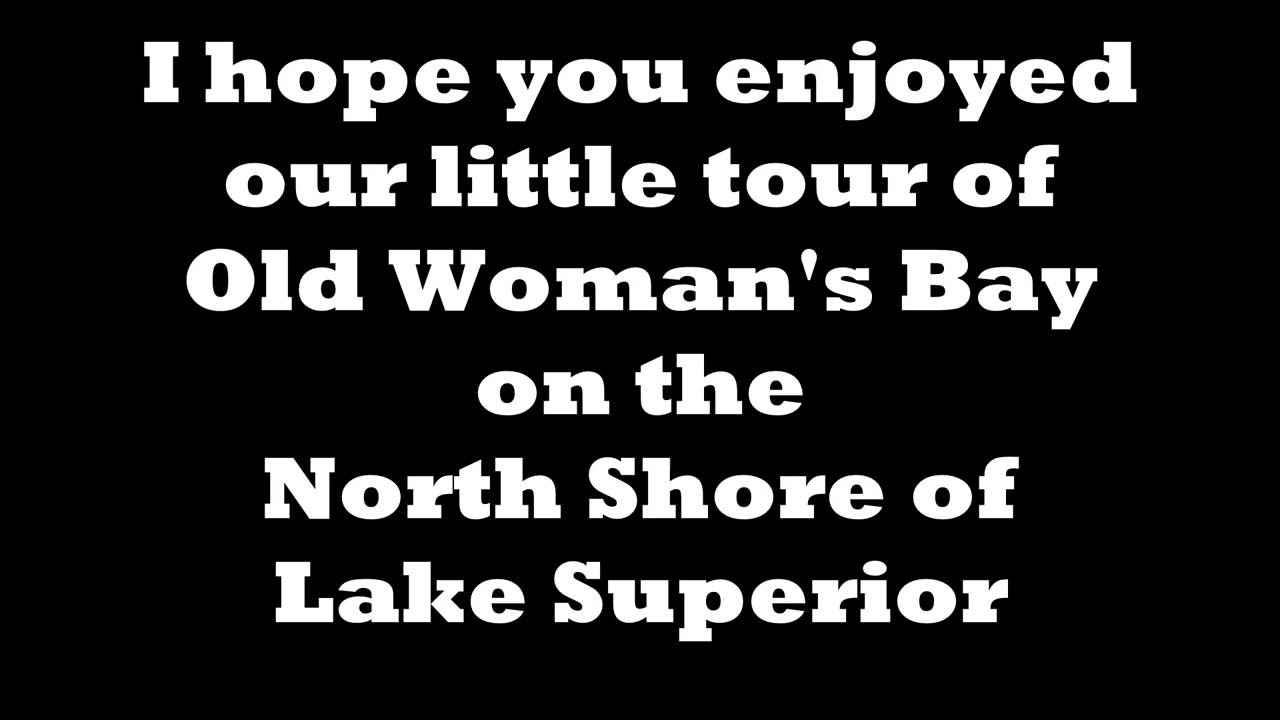 I hope you enjoyed
our little tour of
Old Woman's Bay
on the
North Shore of
Lake Superior